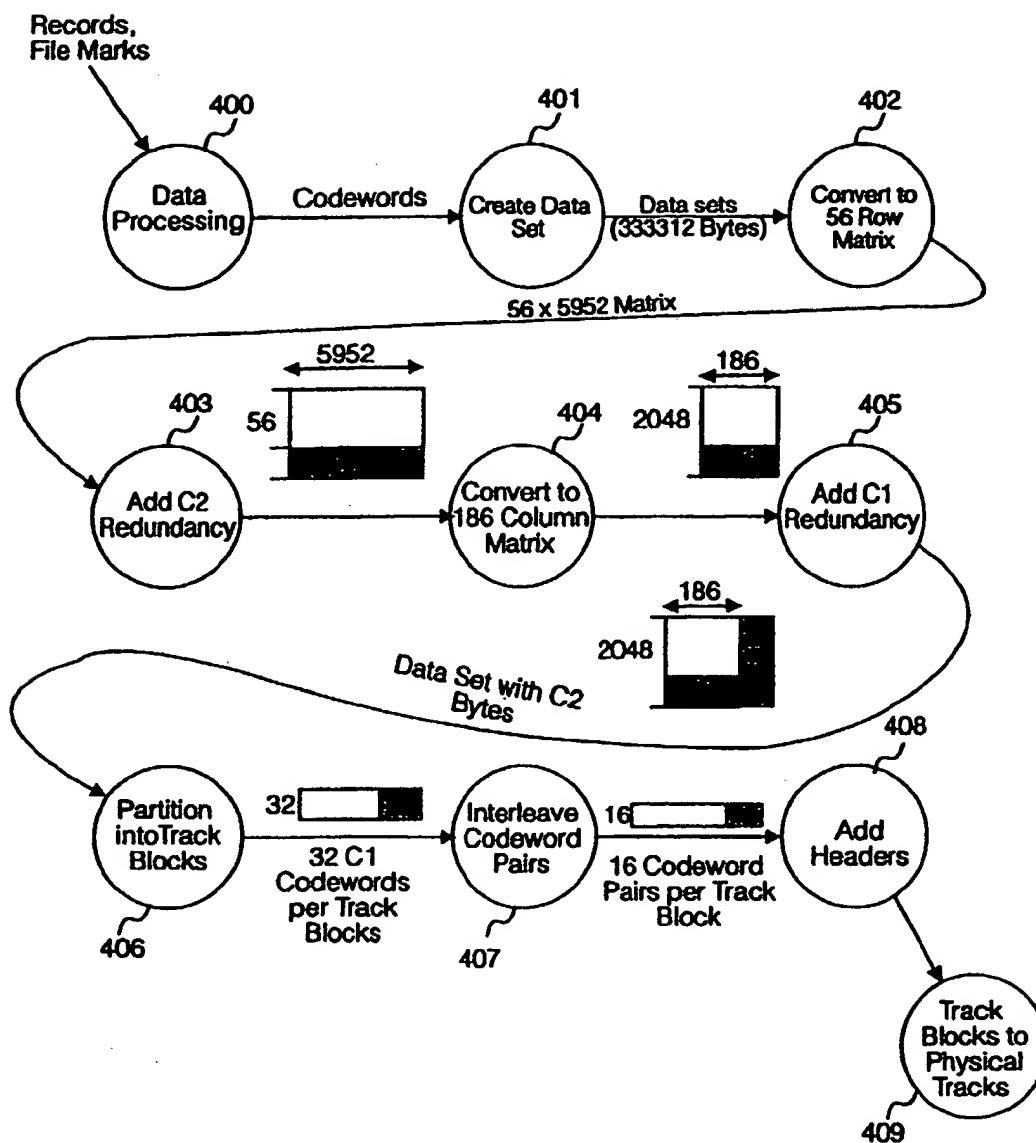 Records,
File Marks
400
401
402
Data
Processing
Codewords
Create Data
Set
Data sets
(333312 Bytes)
Convert to
56 Row
Matrix
56 x 5952 Matrix
5952
186
403
56
404
2048
405
Add C2
Redundancy
Convert to
186 Column
Matrix
Add C1
Redundancy
186
2048
Data Set with C2
Bytes
408
Partition
intoTrack
Blocks
32
32 C1
Codewords
per Track
Blocks
Interleave
Codeword
Pairs
16
16 Codeword
Pairs per Track
Block
Add
Headers
406
407
Track
Blocks to
Physical
Tracks
409